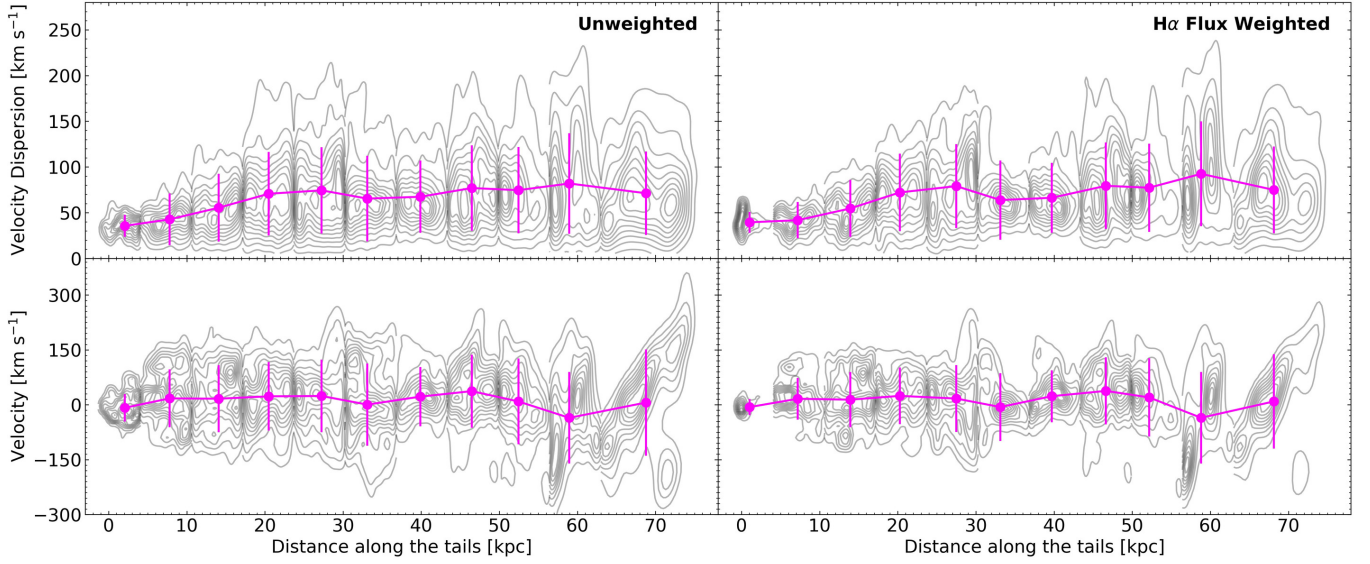 Unweighted
Hα Flux Weighted
Velocity Dispersion [km s⁻¹]
250
200
150
100
50
0
Velocity [km s⁻¹]
300
150
0
−150
−300
0 10 20 30 40 50 60 70
0 10 20 30 40 50 60 70
Distance along the tails [kpc]
Distance along the tails [kpc]